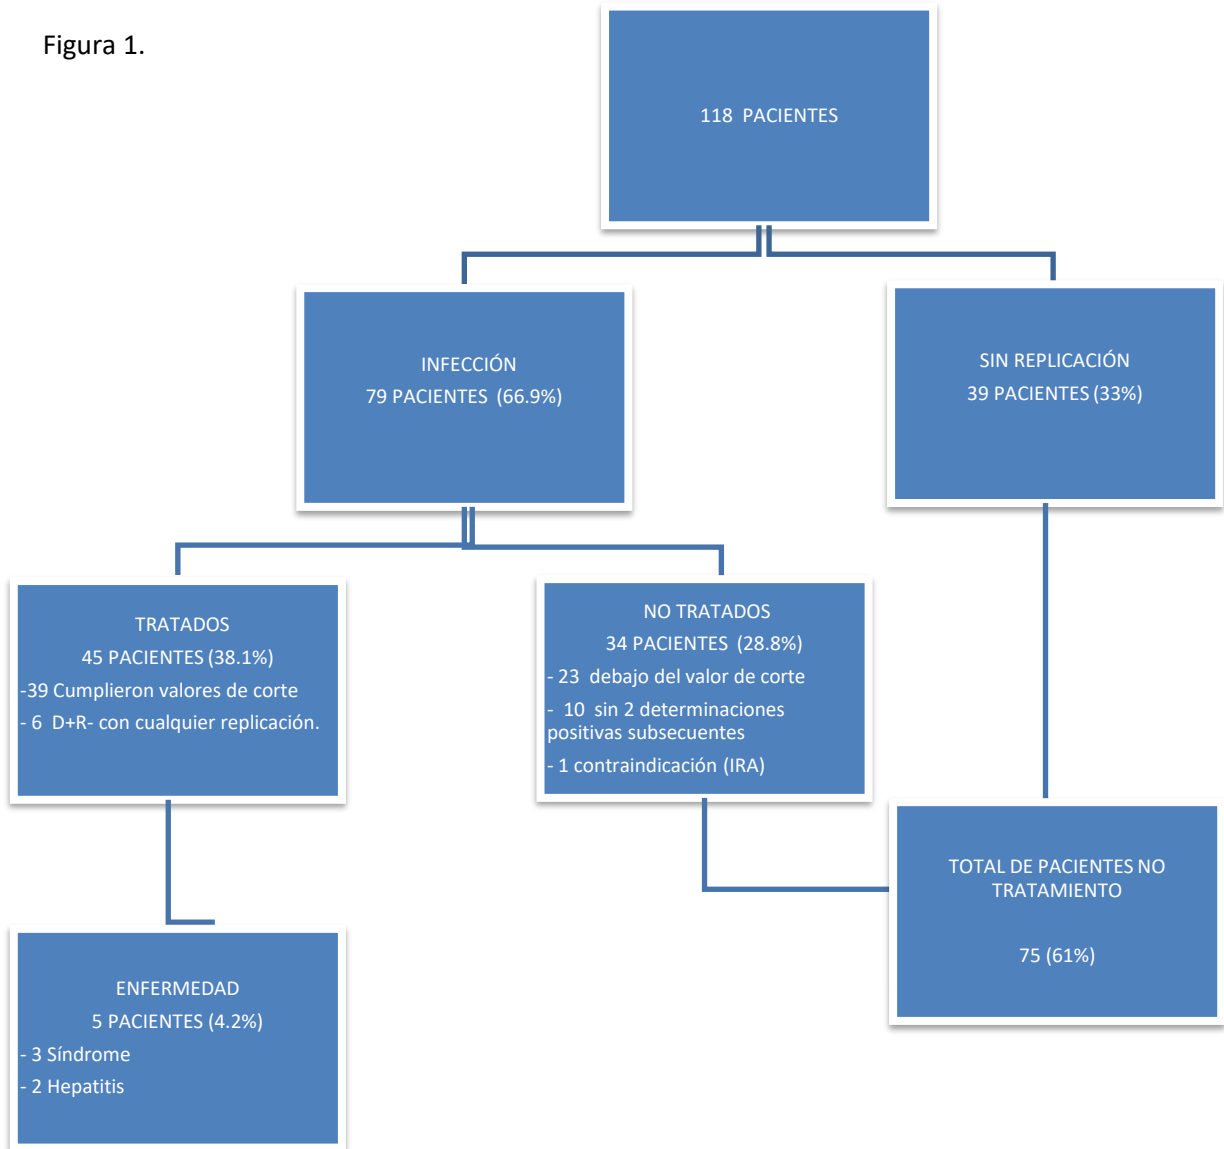 Figura 1.
118 PACIENTES
INFECCIÓN
79 PACIENTES (66.9%)
SIN REPLICACIÓN
39 PACIENTES (33%)
TRATADOS
45 PACIENTES (38.1%)
-39 Cumplieron valores de corte
- 6 D+R- con cualquier replicación.
NO TRATADOS
34 PACIENTES (28.8%)
- 23 debajo del valor de corte
- 10 sin 2 determinaciones
positivas subsecuentes
- 1 contraindicación (IRA)
TOTAL DE PACIENTES NO
TRATAMIENTO
75 (61%)
ENFERMEDAD
5 PACIENTES (4.2%)
- 3 Síndrome
- 2 Hepatitis